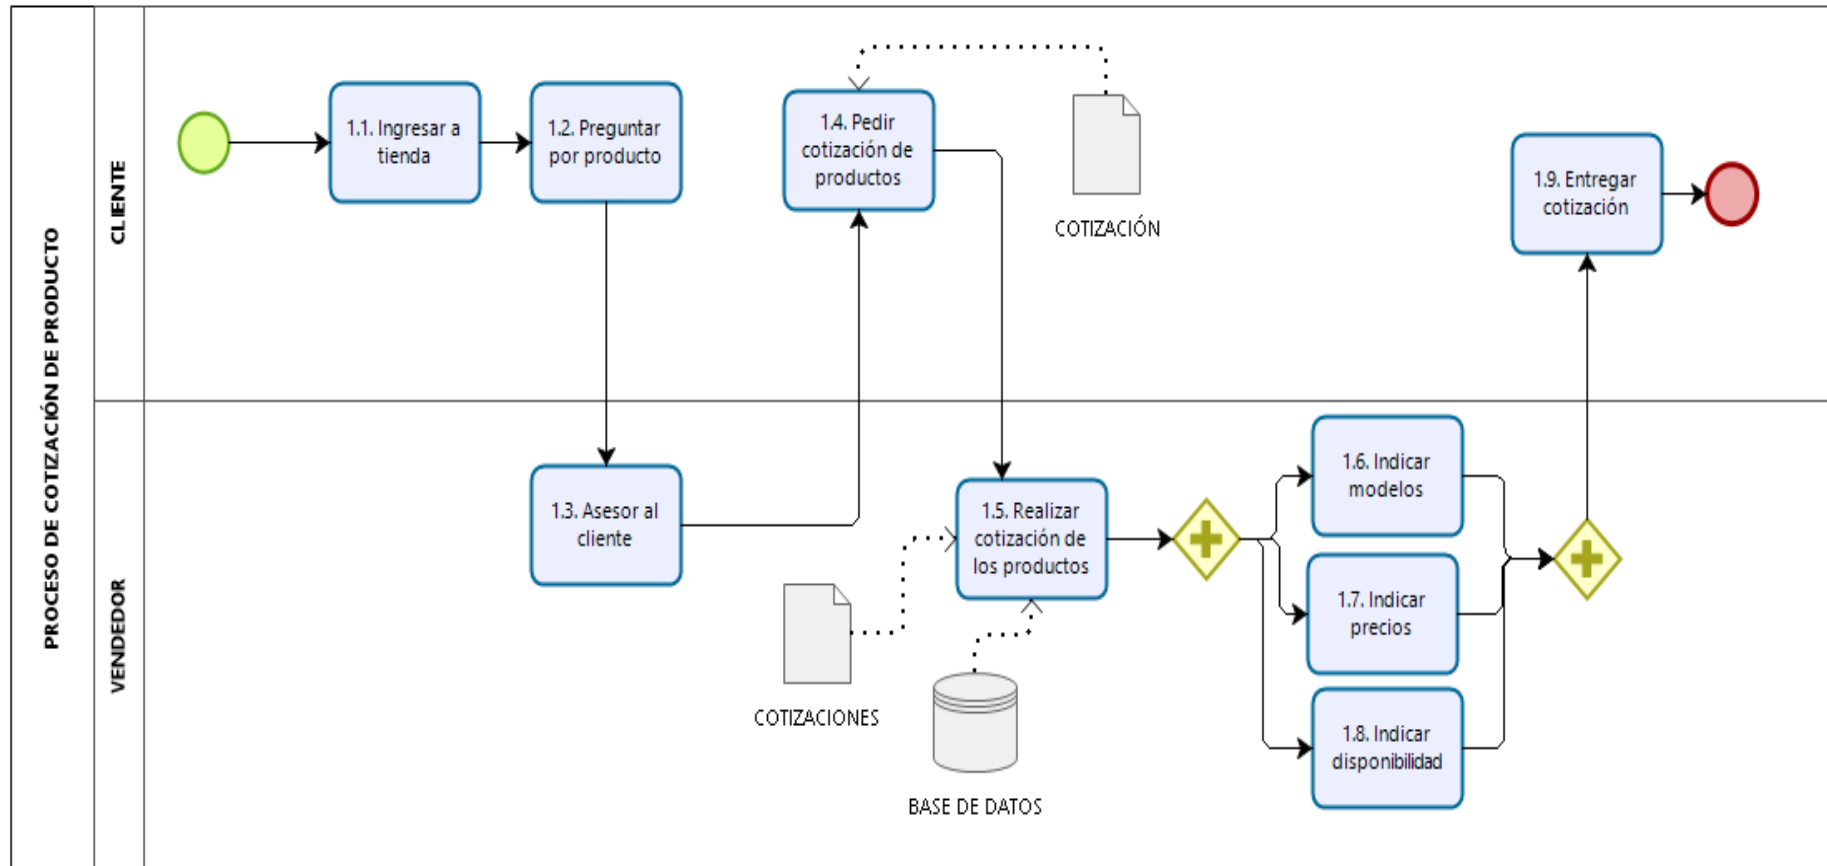 PROCESO DE COTIZACIÓN DE PRODUCTO
CLIENTE
1.1. Ingresar a
tienda
1.2. Preguntar
por producto
1.4. Pedir
cotización de
productos
COTIZACIÓN
1.9. Entregar
cotización
VENDEDOR
1.3. Asesor al
cliente
COTIZACIONES
1.5. Realizar
cotización de
los productos
BASE DE DATOS
1.6. Indicar
modelos
1.7. Indicar
precios
1.8. Indicar
disponibilidad